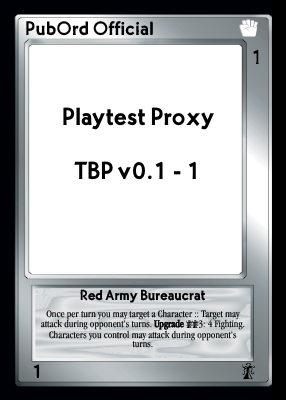 PubOrd Official
1
Playtest Proxy
TBP v0.1 - 1
Red Army Bureaucrat
Once per turn you may target a Character :: Target may
attack during opponent's turns. Upgrade 3: 4 Fighting.
Characters you control may attack during opponent's
turns.
1